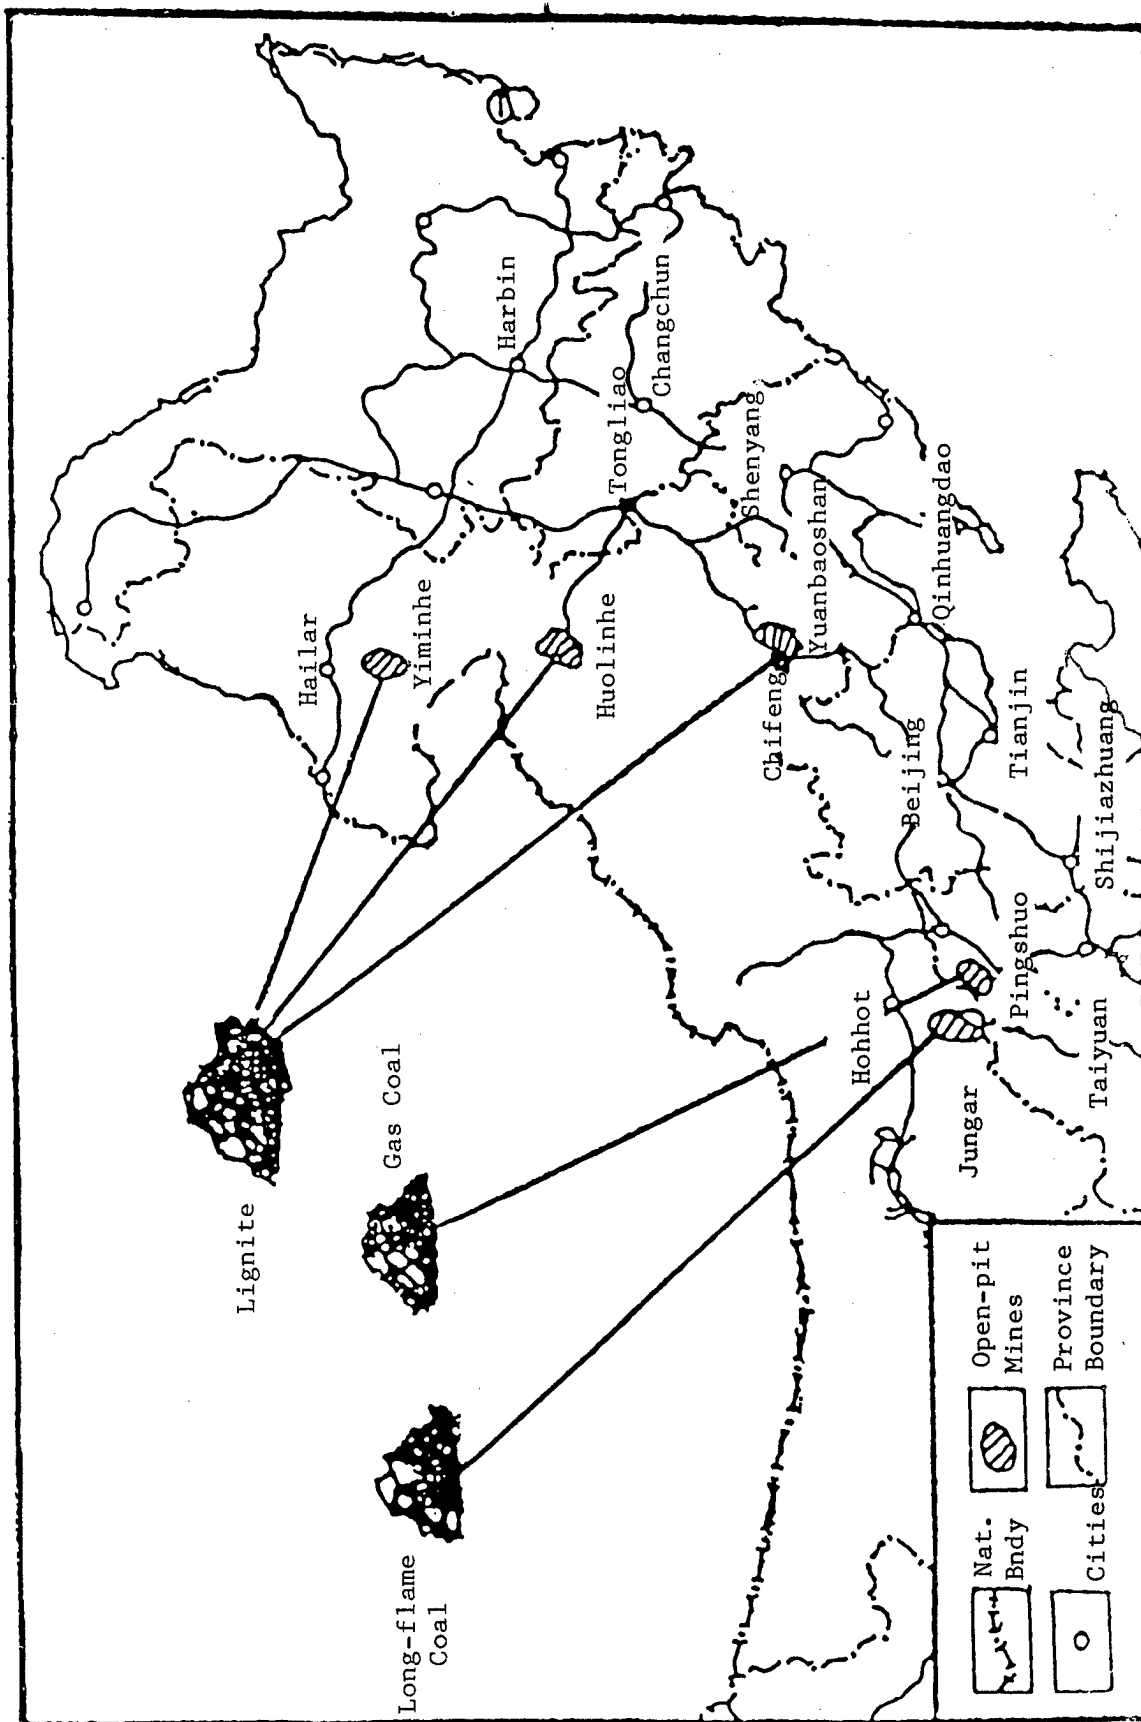 Lignite
Gas Coal
Long-flame
Coal
Hailar
Yiminhe
Harbin
Huolinhe
Tongliao
Changchun
Shenyang
Chifeng
Yuanbaoshan
Qinhuangdao
Beijing
Tianjin
Shijiazhuang
Hohhot
Pingshuo
Jungar
Taiyuan
Nat.
Bndy
Open-pit
Mines
Cities
Province
Boundary